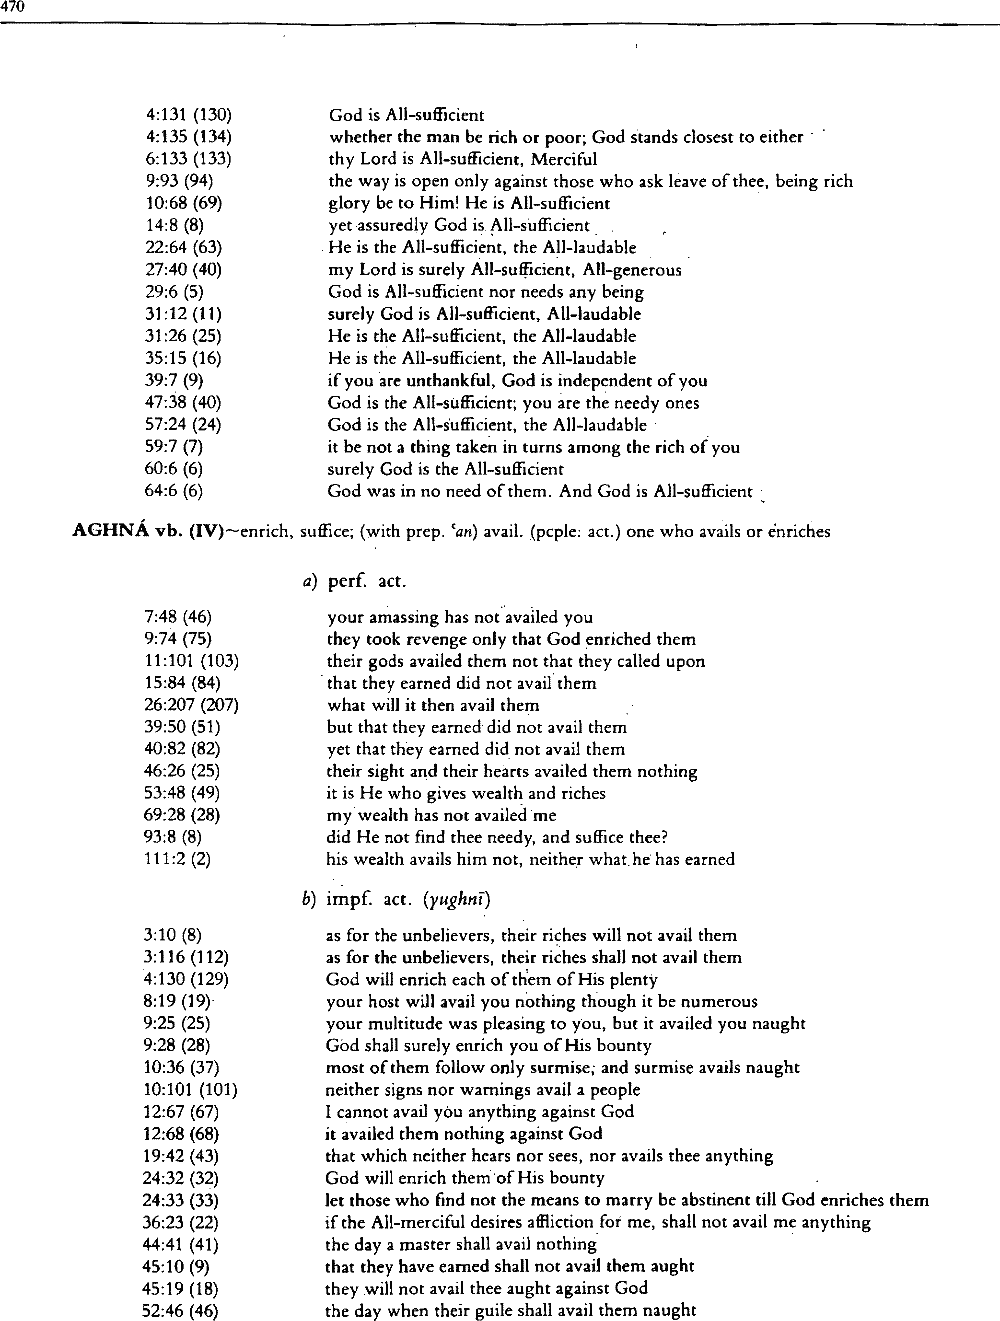 470
4:131 (130) God is All-sufficient
4:135 (134) whether the man be rich or poor; God stands closest to either
6:133 (133) thy Lord is All-sufficient, Merciful
9:93 (94) the way is open only against those who ask leave of thee, being rich
10:68 (69) glory be to Him! He is All-sufficient
14:8 (8) yet assuredly God is All-sufficient
22:64 (63) He is the All-sufficient, the All-laudable
27:40 (40) my Lord is surely All-sufficient, All-generous
29:6 (5) God is All-sufficient nor needs any being
31:12 (11) surely God is All-sufficient, All-laudable
31:26 (25) He is the All-sufficient, the All-laudable
35:15 (16) He is the All-sufficient, the All-laudable
39:7 (9) if you are unthankful, God is independent of you
47:38 (40) God is the All-sufficient; you are the needy ones
57:24 (24) God is the All-sufficient, the All-laudable
59:7 (7) it be not a thing taken in turns among the rich of you
60:6 (6) surely God is the All-sufficient
64:6 (6) God was in no need of them. And God is All-sufficient
AGHNÁ vb. (IV)~enrich, suffice; (with prep. ʿan) avail. (pcple: act.) one who avails or enriches
a) perf. act.
7:48 (46) your amassing has not availed you
9:74 (75) they took revenge only that God enriched them
11:101 (103) their gods availed them not that they called upon
15:84 (84) that they earned did not avail them
26:207 (207) what will it then avail them
39:50 (51) but that they earned did not avail them
40:82 (82) yet that they earned did not avail them
46:26 (25) their sight and their hearts availed them nothing
53:48 (49) it is He who gives wealth and riches
69:28 (28) my wealth has not availed me
93:8 (8) did He not find thee needy, and suffice thee?
111:2 (2) his wealth avails him not, neither what he has earned
b) impf. act. (yughnī)
3:10 (8) as for the unbelievers, their riches will not avail them
3:116 (112) as for the unbelievers, their riches shall not avail them
4:130 (129) God will enrich each of them of His plenty
8:19 (19) your host will avail you nothing though it be numerous
9:25 (25) your multitude was pleasing to you, but it availed you naught
9:28 (28) God shall surely enrich you of His bounty
10:36 (37) most of them follow only surmise; and surmise avails naught
10:101 (101) neither signs nor warnings avail a people
12:67 (67) I cannot avail you anything against God
12:68 (68) it availed them nothing against God
19:42 (43) that which neither hears nor sees, nor avails thee anything
24:32 (32) God will enrich them of His bounty
24:33 (33) let those who find not the means to marry be abstinent till God enriches them
36:23 (22) if the All-merciful desires affliction for me, shall not avail me anything
44:41 (41) the day a master shall avail nothing
45:10 (9) that they have earned shall not avail them aught
45:19 (18) they will not avail thee aught against God
52:46 (46) the day when their guile shall avail them naught